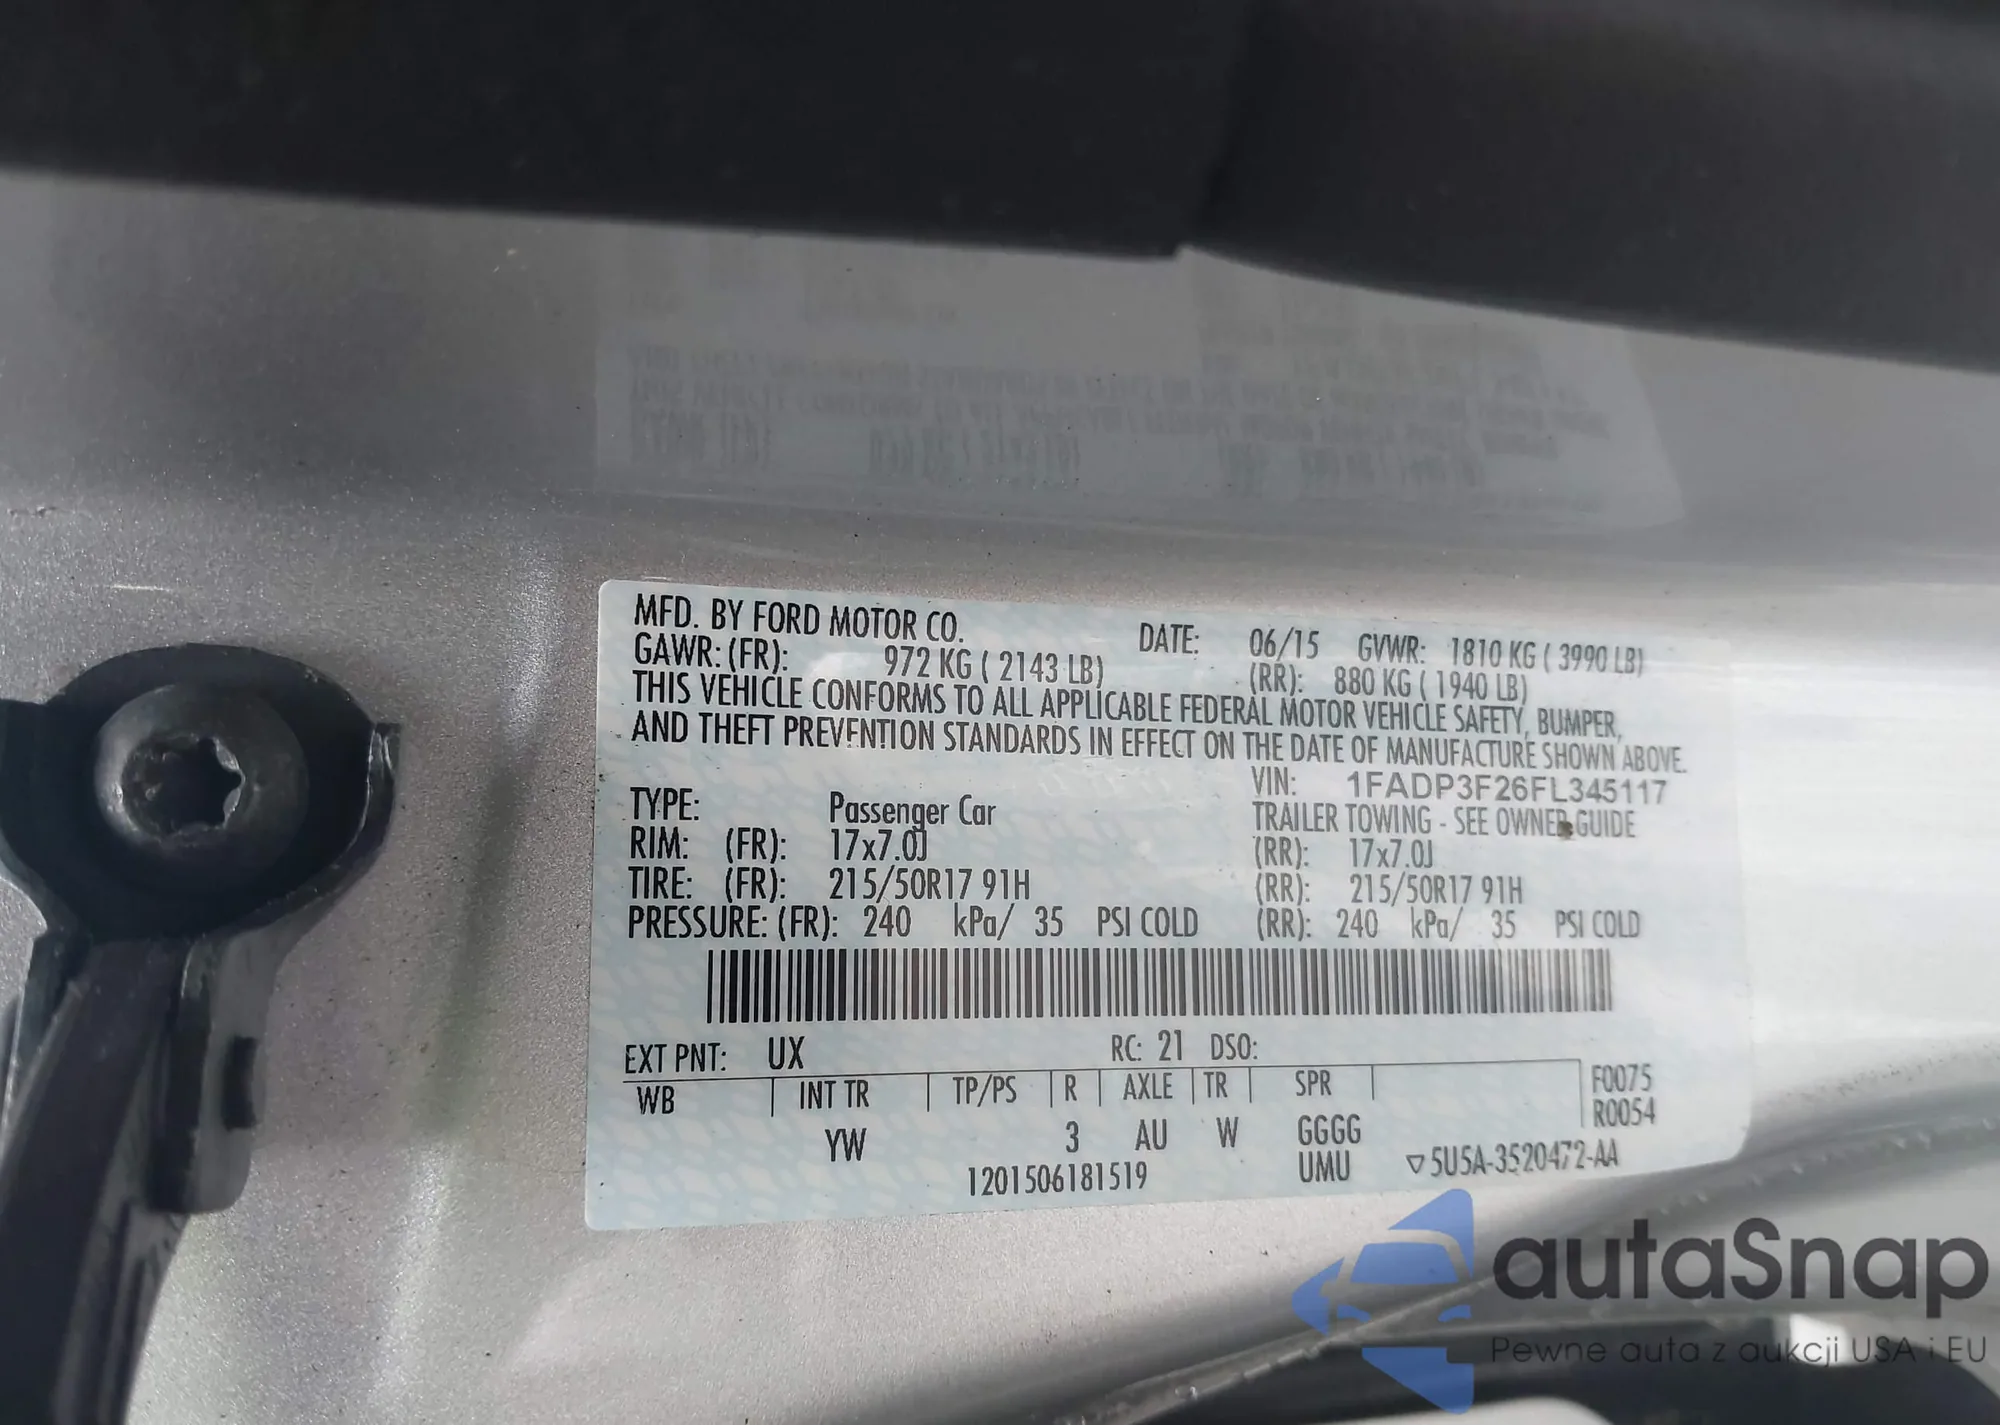 MFD. BY FORD MOTOR CO. DATE: 06/15 GVWR: 1810 KG ( 3990 LB)
GAWR: (FR): 972 KG ( 2143 LB) (RR): 880 KG ( 1940 LB)
THIS VEHICLE CONFORMS TO ALL APPLICABLE FEDERAL MOTOR VEHICLE SAFETY, BUMPER,
AND THEFT PREVENTION STANDARDS IN EFFECT ON THE DATE OF MANUFACTURE SHOWN ABOVE.
VIN: 1FADP3F26FL345117
TYPE: Passenger Car TRAILER TOWING - SEE OWNER GUIDE
RIM: (FR): 17x7.0J (RR): 17x7.0J
TIRE: (FR): 215/50R17 91H (RR): 215/50R17 91H
PRESSURE: (FR): 240 kPa/ 35 PSI COLD (RR): 240 kPa/ 35 PSI COLD
EXT PNT: UX RC: 21 DSO:
WB INT TR TP/PS R AXLE TR SPR F0075
R0054
YW 3 AU W GGGG
1201506181519 UMU ▽5U5A-3520472-AA
autaSnap
Pewne auta z aukcji USA i EU